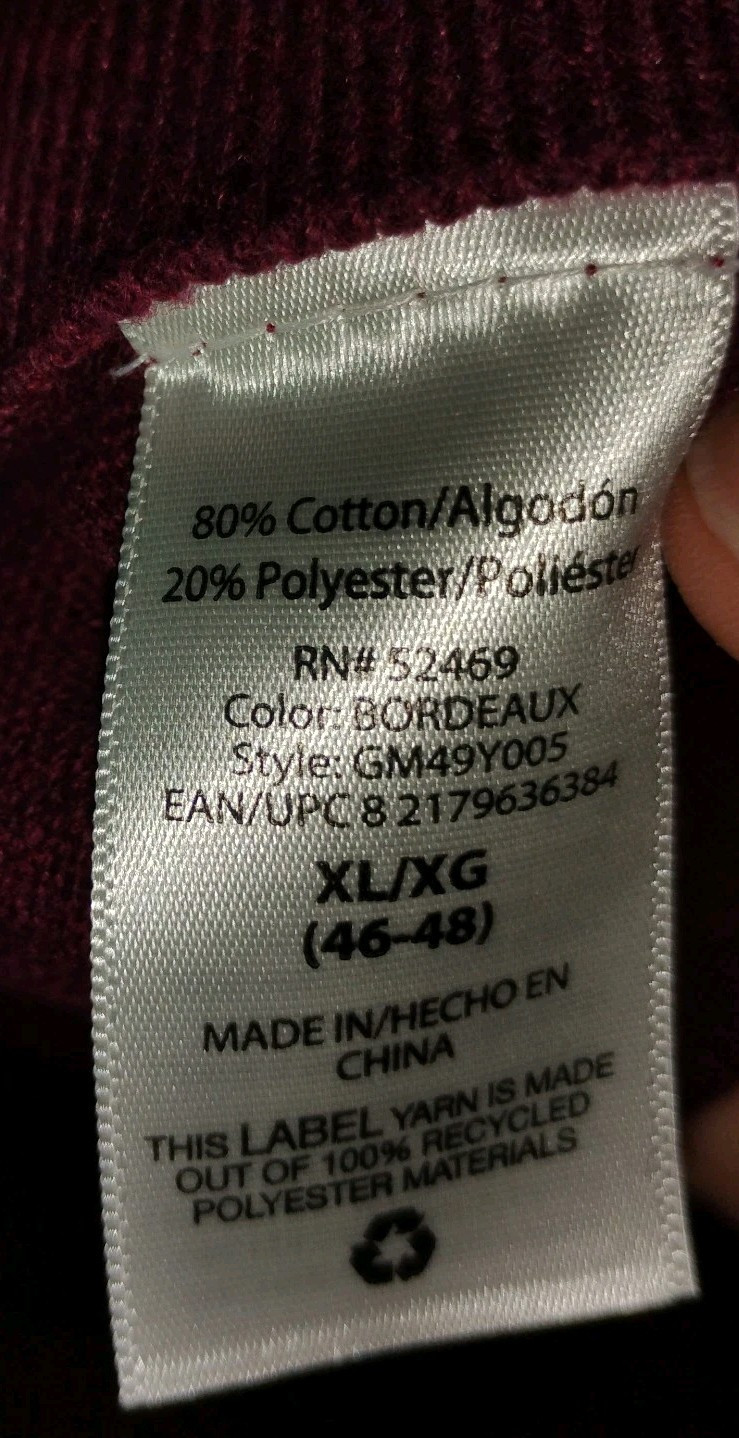 80% Cotton/Algodón
20% Polyester/Poliéster
RN# 52469
Color: BORDEAUX
Style: GM49Y005
EAN/UPC 8 2179636384
XL/XG
(46-48)
MADE IN/HECHO EN
CHINA
THIS LABEL YARN IS MADE
OUT OF 100% RECYCLED
POLYESTER MATERIALS